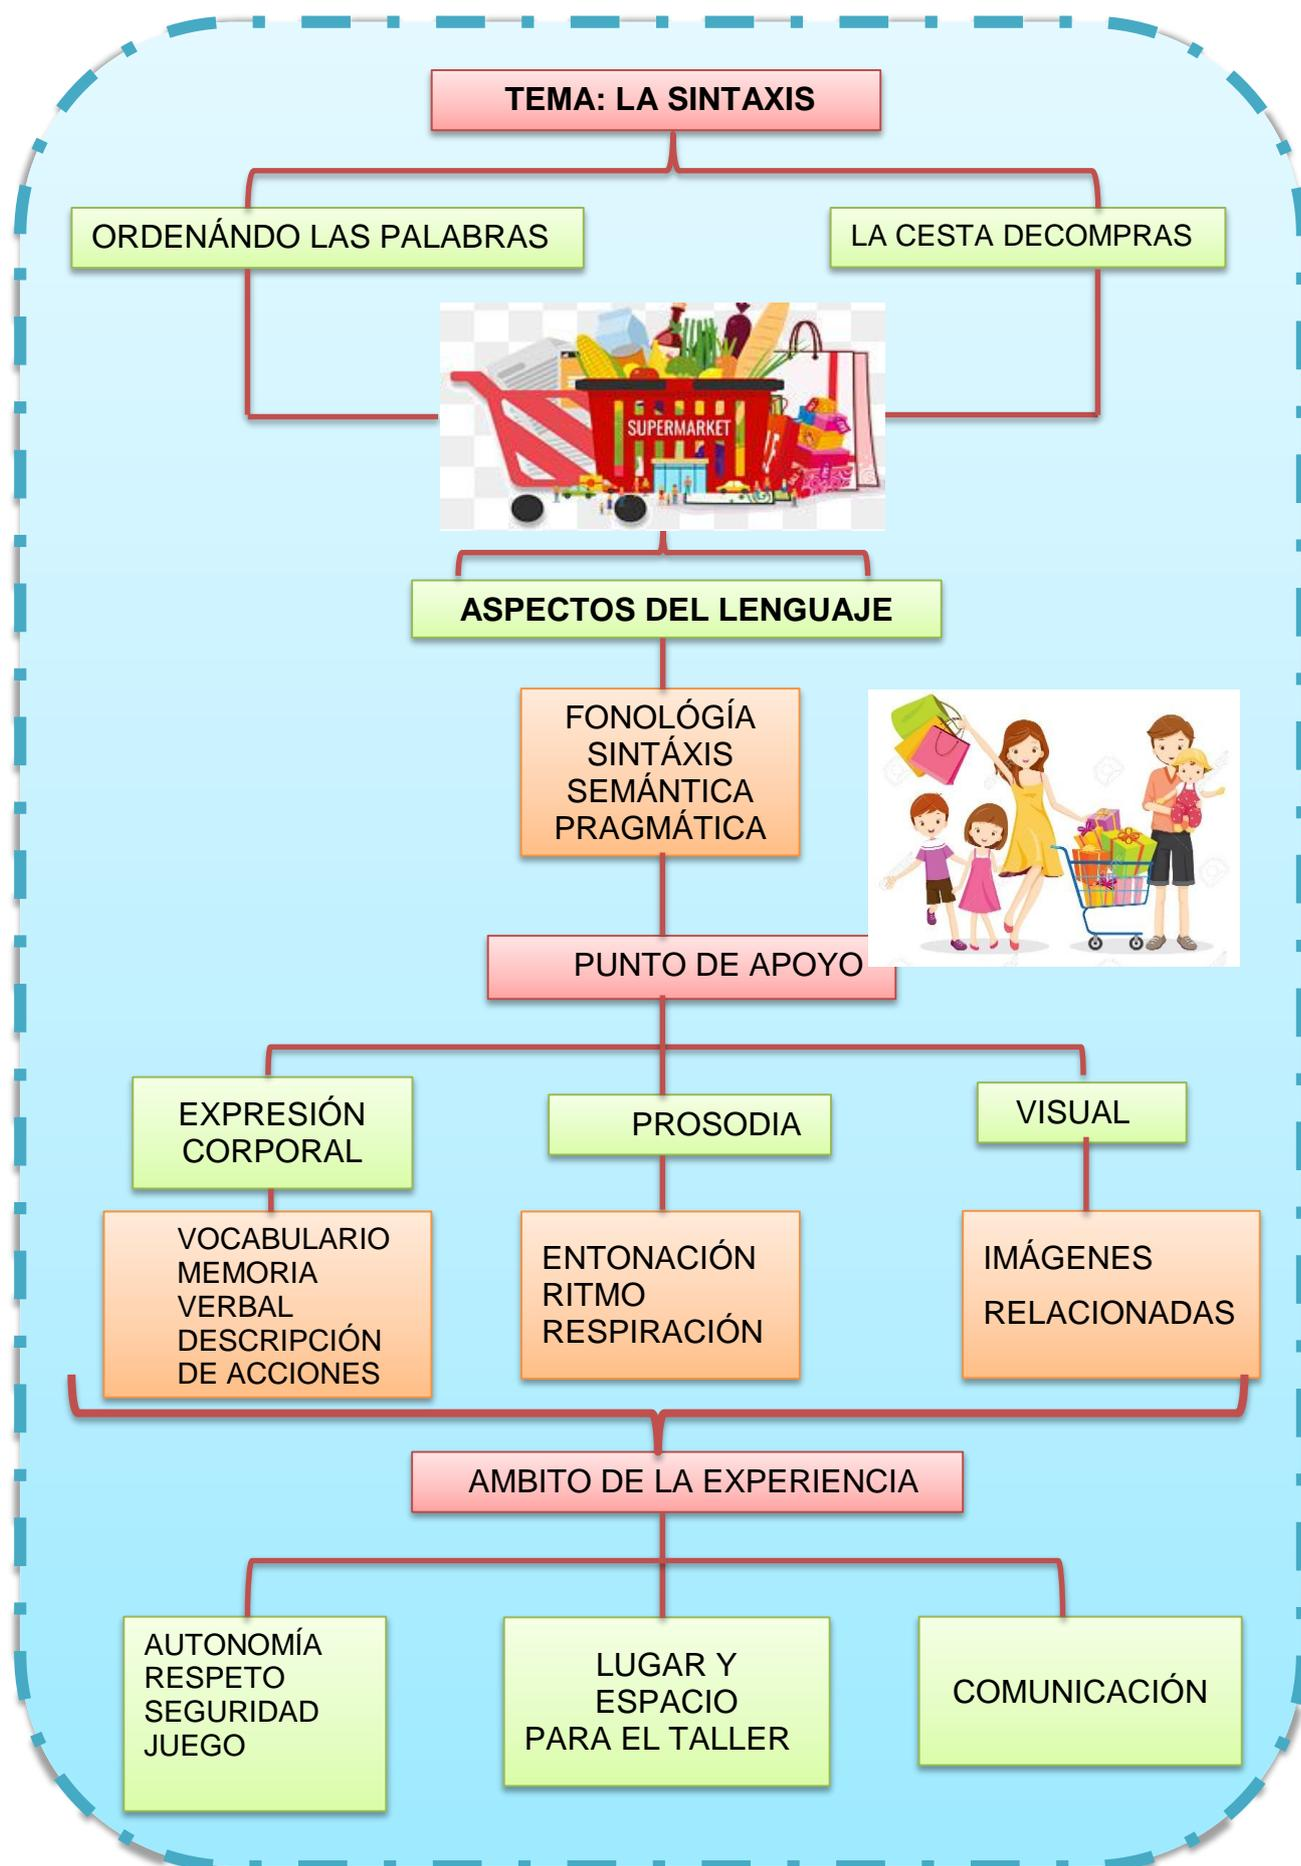 TEMA: LA SINTAXIS
ORDENÁNDO LAS PALABRAS
LA CESTA DECOMPRAS
SUPERMARKET
ASPECTOS DEL LENGUAJE
FONOLÓGÍA
SINTÁXIS
SEMÁNTICA
PRAGMÁTICA
PUNTO DE APOYO
EXPRESIÓN
CORPORAL
PROSODIA
VISUAL
VOCABULARIO
MEMORIA
VERBAL
DESCRIPCIÓN
DE ACCIONES
ENTONACIÓN
RITMO
RESPIRACIÓN
IMÁGENES
RELACIONADAS
AMBITO DE LA EXPERIENCIA
AUTONOMÍA
RESPETO
SEGURIDAD
JUEGO
LUGAR Y
ESPACIO
PARA EL TALLER
COMUNICACIÓN